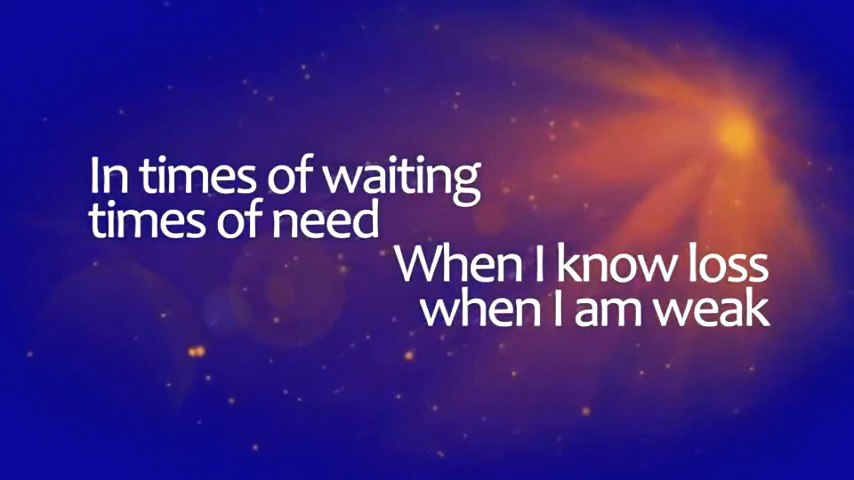 In times of waiting
times of need
When I know loss
when I am weak